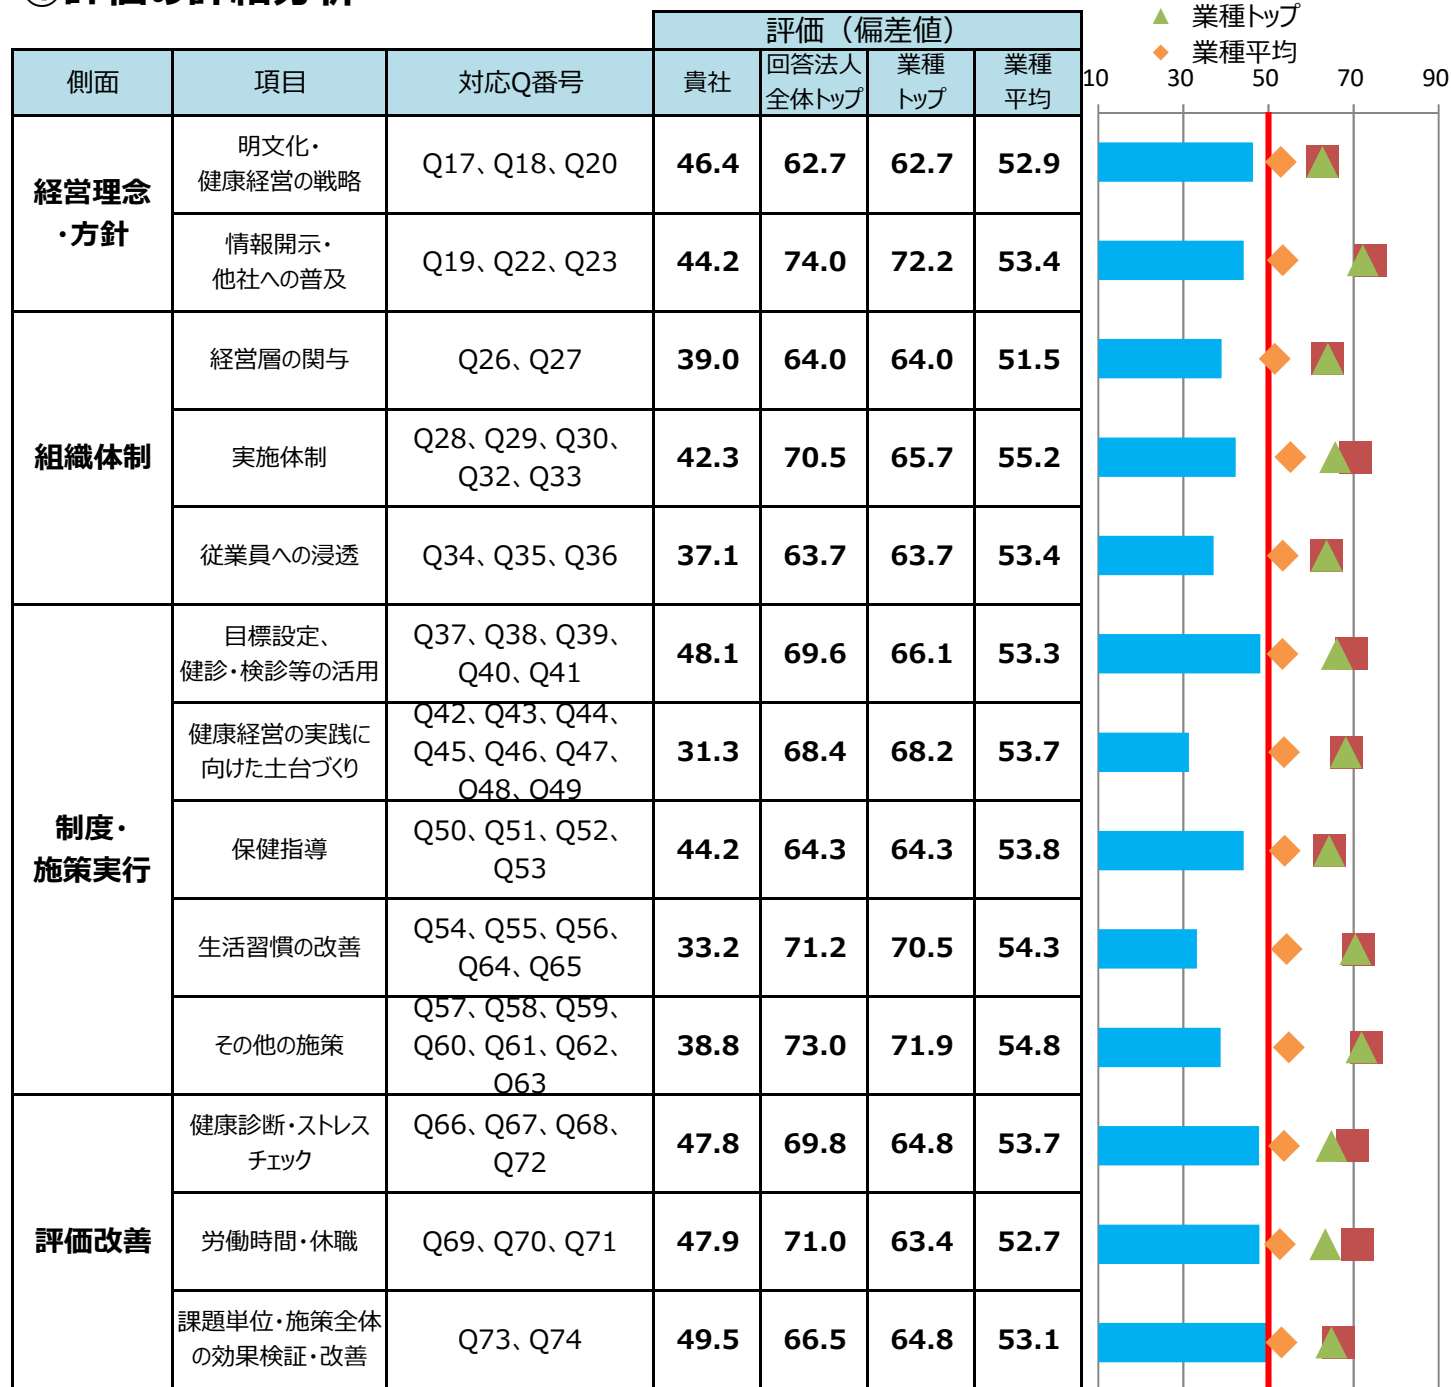 評価（偏差値）
側面 項目 対応Q番号 貴社 回答法人 業種 業種
全体トップ トップ 平均
▲ 業種トップ
◆ 業種平均
10 30 50 70 90
経営理念
・方針
明文化・
健康経営の戦略
Q17、Q18、Q20 46.4 62.7 62.7 52.9
情報開示・
他社への普及
Q19、Q22、Q23 44.2 74.0 72.2 53.4
組織体制
経営層の関与 Q26、Q27 39.0 64.0 64.0 51.5
実施体制
Q28、Q29、Q30、
Q32、Q33
42.3 70.5 65.7 55.2
従業員への浸透 Q34、Q35、Q36 37.1 63.7 63.7 53.4
制度・
施策実行
目標設定、
健診・検診等の活用
Q37、Q38、Q39、
Q40、Q41
48.1 69.6 66.1 53.3
健康経営の実践に
向けた土台づくり
Q42、Q43、Q44、
Q45、Q46、Q47、
Q48、Q49
31.3 68.4 68.2 53.7
保健指導
Q50、Q51、Q52、
Q53
44.2 64.3 64.3 53.8
生活習慣の改善
Q54、Q55、Q56、
Q64、Q65
33.2 71.2 70.5 54.3
その他の施策
Q57、Q58、Q59、
Q60、Q61、Q62、
Q63
38.8 73.0 71.9 54.8
評価改善
健康診断・ストレス
チェック
Q66、Q67、Q68、
Q72
47.8 69.8 64.8 53.7
労働時間・休職 Q69、Q70、Q71 47.9 71.0 63.4 52.7
課題単位・施策全体
の効果検証・改善
Q73、Q74 49.5 66.5 64.8 53.1